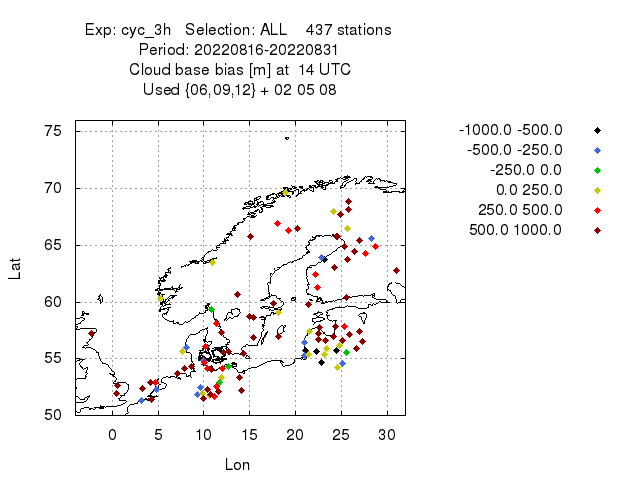 Exp: cyc_3h   Selection: ALL    437 stations
Period: 20220816-20220831
Cloud base bias [m] at  14 UTC
Used {06,09,12} + 02 05 08
-1000.0 -500.0
-500.0 -250.0
-250.0 0.0
0.0 250.0
250.0 500.0
500.0 1000.0
75
70
65
60
55
50
Lat
0 5 10 15 20 25 30
Lon